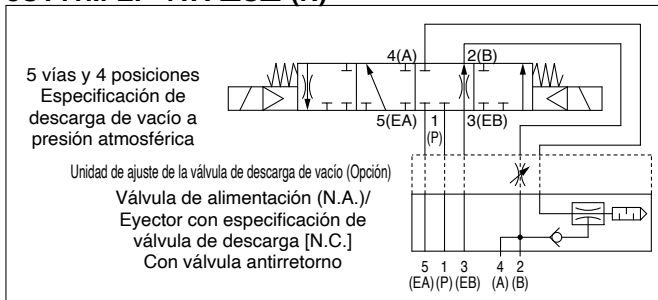 4(A) 2(B)
5 vías y 4 posiciones
Especificación de
descarga de vacío a
presión atmosférica
5(EA) 1 3(EB)
(P)
Unidad de ajuste de la válvula de descarga de vacío (Opción)
Válvula de alimentación (N.A.)/
Eyector con especificación de
válvula de descarga [N.C.]
Con válvula antirretorno
5 1 3 4 2
(EA) (P) (EB) (A) (B)